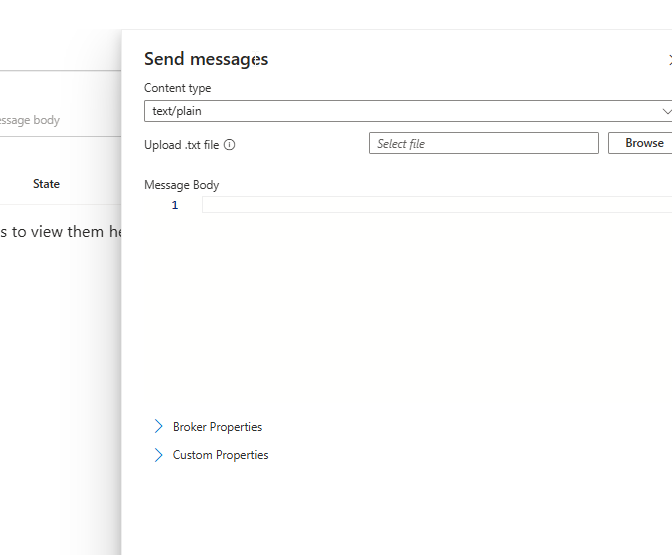 Send messages
Content type
text/plain
essage body
Upload .txt file
Select file
Browse
State
Message Body
1
s to view them he
Broker Properties
Custom Properties